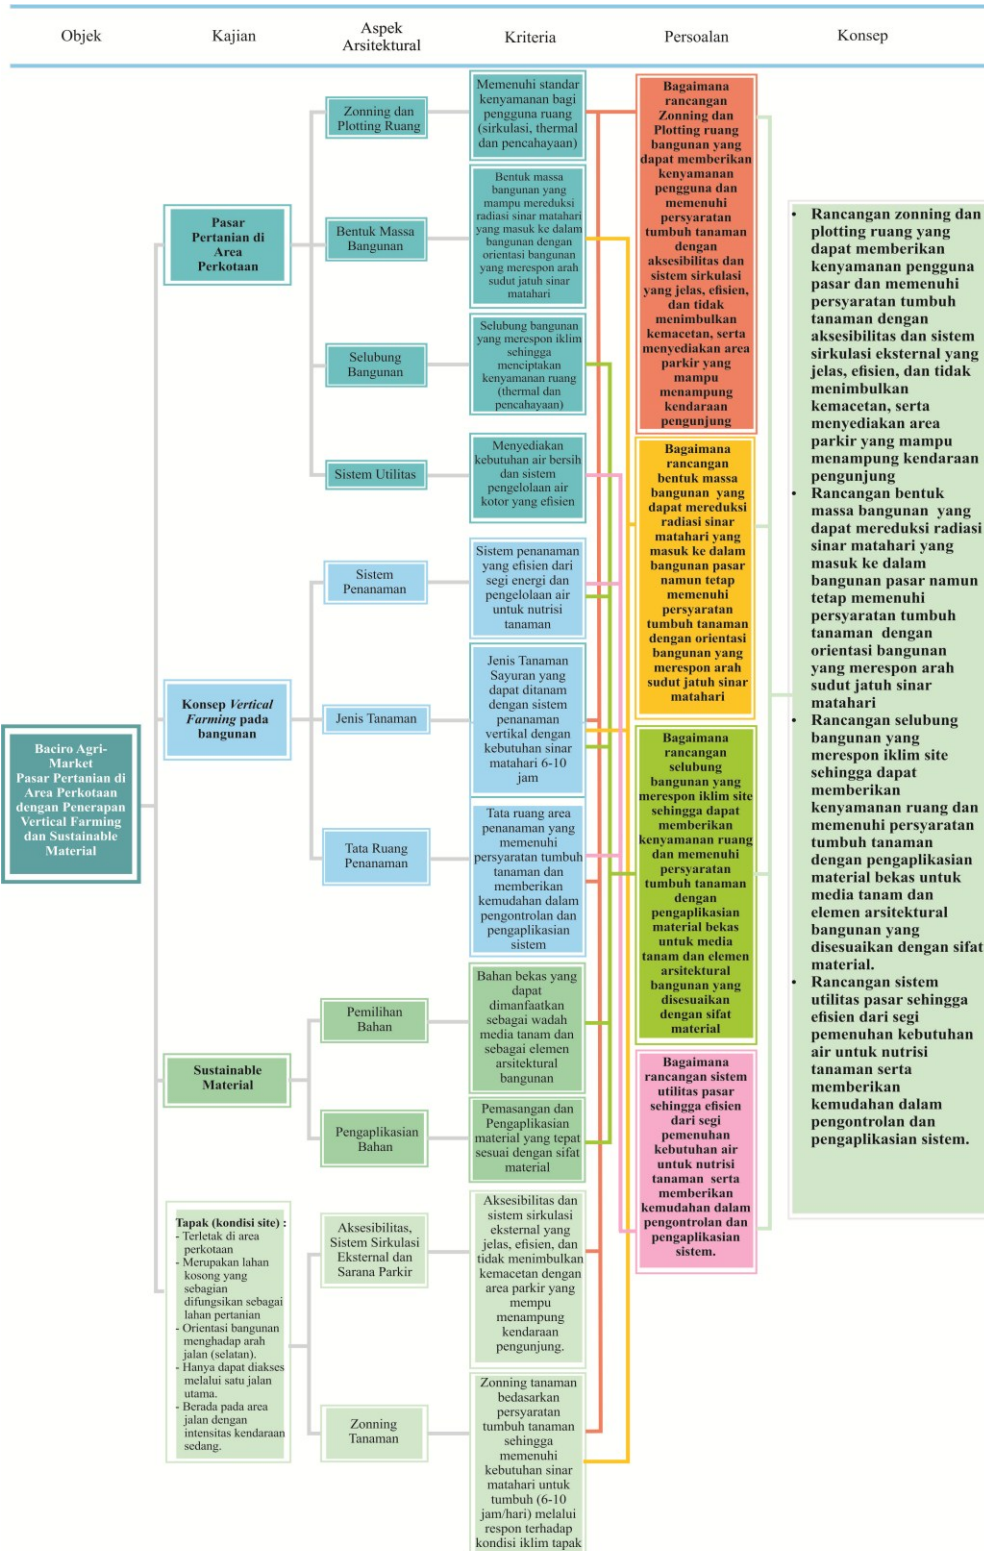 Objek
Kajian
Aspek
Arsitektural
Kriteria
Persoalan
Konsep
Baciro Agri-
Market
Pasar Pertanian di
Area Perkotaan
dengan Penerapan
Vertical Farming
dan Sustainable
Material
Pasar
Pertanian di
Area
Perkotaan
Konsep Vertical
Farming pada
bangunan
Sustainable
Material
Tapak (kondisi site) :
- Terletak di area
perkotaan
- Merupakan lahan
kosong yang
sebagian
difungsikan sebagai
lahan pertanian
- Orientasi bangunan
menghadap arah
jalan (selatan).
- Hanya dapat diakses
melalui satu jalan
utama.
- Berada pada area
jalan dengan
intensitas kendaraan
sedang.
Zonning dan
Plotting Ruang
Bentuk Massa
Bangunan
Selubung
Bangunan
Sistem Utilitas
Sistem
Penanaman
Jenis Tanaman
Tata Ruang
Penanaman
Pemilihan
Bahan
Pengaplikasian
Bahan
Aksesibilitas,
Sistem Sirkulasi
Eksternal dan
Sarana Parkir
Zonning
Tanaman
Memenuhi standar
kenyamanan bagi
pengguna ruang
(sirkulasi, thermal
dan pencahayaan)
Bentuk massa
bangunan yang
mampu mereduksi
radiasi sinar matahari
yang masuk ke dalam
bangunan dengan
orientasi bangunan
yang merespon arah
sudut jatuh sinar
matahari
Selubung bangunan
yang merespon iklim
sehingga
menciptakan
kenyamanan ruang
(thermal dan
pencahayaan)
Menyediakan
kebutuhan air bersih
dan sistem
pengelolaan air
kotor yang efisien
Sistem penanaman
yang efisien dari
segi energi dan
pengelolaan air
untuk nutrisi
tanaman
Jenis Tanaman
Sayuran yang
dapat ditanam
dengan sistem
penanaman
vertikal dengan
kebutuhan sinar
matahari 6-10
jam
Tata ruang area
penanaman yang
memenuhi
persyaratan tumbuh
tanaman dan
memberikan
kemudahan dalam
pengontrolan dan
pengaplikasian
sistem
Bahan bekas yang
dapat
dimanfaatkan
sebagai wadah
media tanam dan
sebagai elemen
arsitektural
bangunan
Pemasangan dan
Pengaplikasian
material yang tepat
sesuai dengan sifat
material
Aksesibilitas dan
sistem sirkulasi
eksternal yang
jelas, efisien, dan
tidak menimbulkan
kemacetan dengan
area parkir yang
mempu
menampung
kendaraan
pengunjung.
Zonning tanaman
bedasarkan
persyaratan
tumbuh tanaman
sehingga
memenuhi
kebutuhan sinar
matahari untuk
tumbuh (6-10
jam/hari) melalui
respon terhadap
kondisi iklim tapak
Bagaimana
rancangan
Zonning dan
Plotting ruang
bangunan yang
dapat memberikan
kenyamanan
pengguna dan
memenuhi
persyaratan
tumbuh tanaman
dengan
aksesibilitas dan
sistem sirkulasi
yang jelas, efisien,
dan tidak
menimbulkan
kemacetan, serta
menyediakan area
parkir yang
mampu
menampung
kendaraan
pengunjung
Bagaimana
rancangan
bentuk massa
bangunan yang
dapat mereduksi
radiasi sinar
matahari yang
masuk ke dalam
bangunan pasar
namun tetap
memenuhi
persyaratan
tumbuh tanaman
dengan orientasi
bangunan yang
merespon arah
sudut jatuh sinar
matahari
Bagaimana
rancangan
selubung
bangunan yang
merespon iklim site
sehingga dapat
memberikan
kenyamanan ruang
dan memenuhi
persyaratan
tumbuh tanaman
dengan
pengaplikasian
material bekas
untuk media
tanam dan elemen
arsitektural
bangunan yang
disesuaikan
dengan sifat
material
Bagaimana
rancangan sistem
utilitas pasar
sehingga efisien
dari segi
pemenuhan
kebutuhan air
untuk nutrisi
tanaman serta
memberikan
kemudahan dalam
pengontrolan dan
pengaplikasian
sistem.
• Rancangan zonning dan
plotting ruang yang
dapat memberikan
kenyamanan pengguna
pasar dan memenuhi
persyaratan tumbuh
tanaman dengan
aksesibilitas dan sistem
sirkulasi eksternal yang
jelas, efisien, dan tidak
menimbulkan
kemacetan, serta
menyediakan area
parkir yang mampu
menampung kendaraan
pengunjung
• Rancangan bentuk
massa bangunan yang
dapat mereduksi radiasi
sinar matahari yang
masuk ke dalam
bangunan pasar namun
tetap memenuhi
persyaratan tumbuh
tanaman dengan
orientasi bangunan
yang merespon arah
sudut jatuh sinar
matahari
• Rancangan selubung
bangunan yang
merespon iklim site
sehingga dapat
memberikan
kenyamanan ruang dan
memenuhi persyaratan
tumbuh tanaman
dengan pengaplikasian
material bekas untuk
media tanam dan
elemen arsitektural
bangunan yang
disesuaikan dengan sifat
material.
• Rancangan sistem
utilitas pasar sehingga
efisien dari segi
pemenuhan kebutuhan
air untuk nutrisi
tanaman serta
memberikan
kemudahan dalam
pengontrolan dan
pengaplikasian sistem.